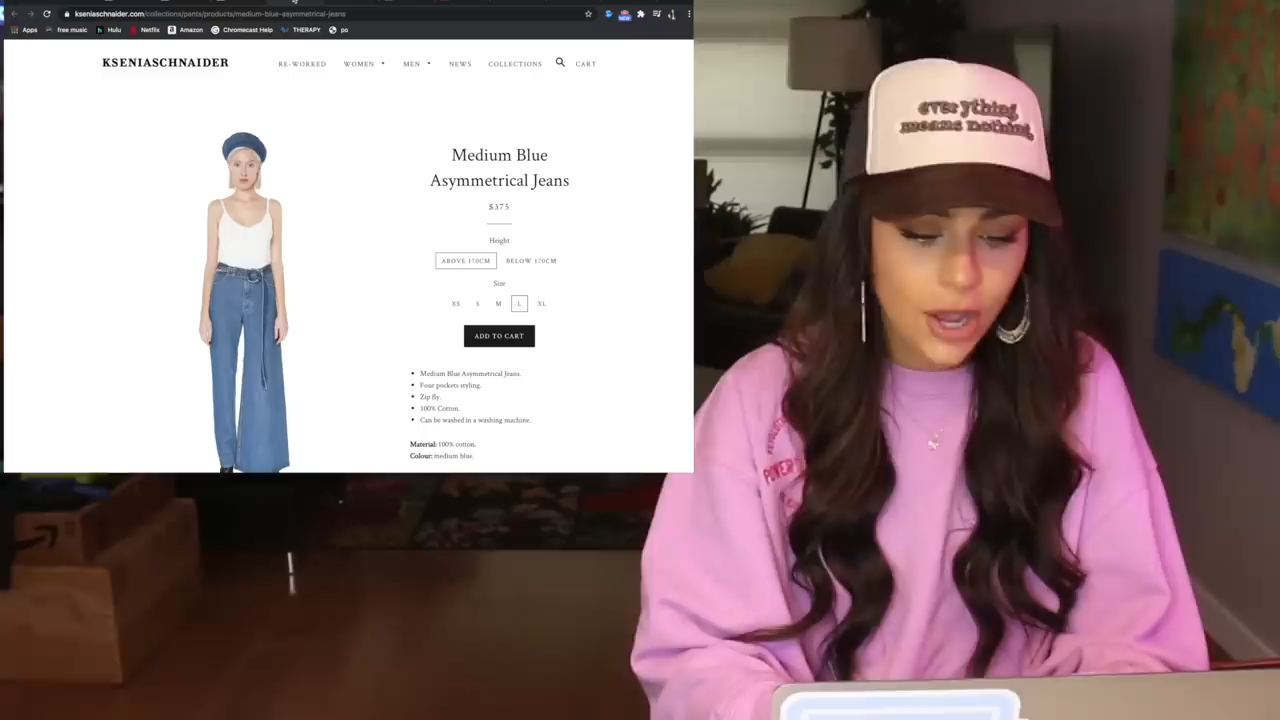 kseniaschnaider.com/collections/pants/products/medium-blue-asymmetrical-jeans
NEW
Apps
free music
Hulu
Netflix
Amazon
Chromecast Help
THERAPY
po
KSENIASCHNAIDER
RE-WORKED
WOMEN
MEN
NEWS
COLLECTIONS
CART
Medium Blue
Asymmetrical Jeans
$375
Height
ABOVE 170CM
BELOW 170CM
Size
XS S M L XL
ADD TO CART
Medium Blue Asymmetrical Jeans.
Four pockets styling.
Zip fly.
100% Cotton.
Can be washed in a washing machine.
Material: 100% cotton.
Colour: medium blue.
everything
means nothing
POWER